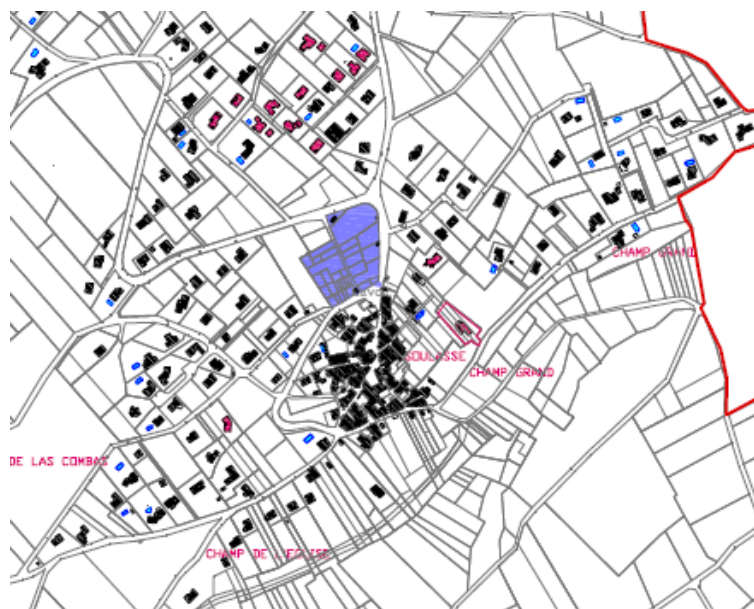 CHAMP GRAND
SOULASSE
CHAMP GRAND
DE LAS COMBAS
CHAMP DE L'EGLISE